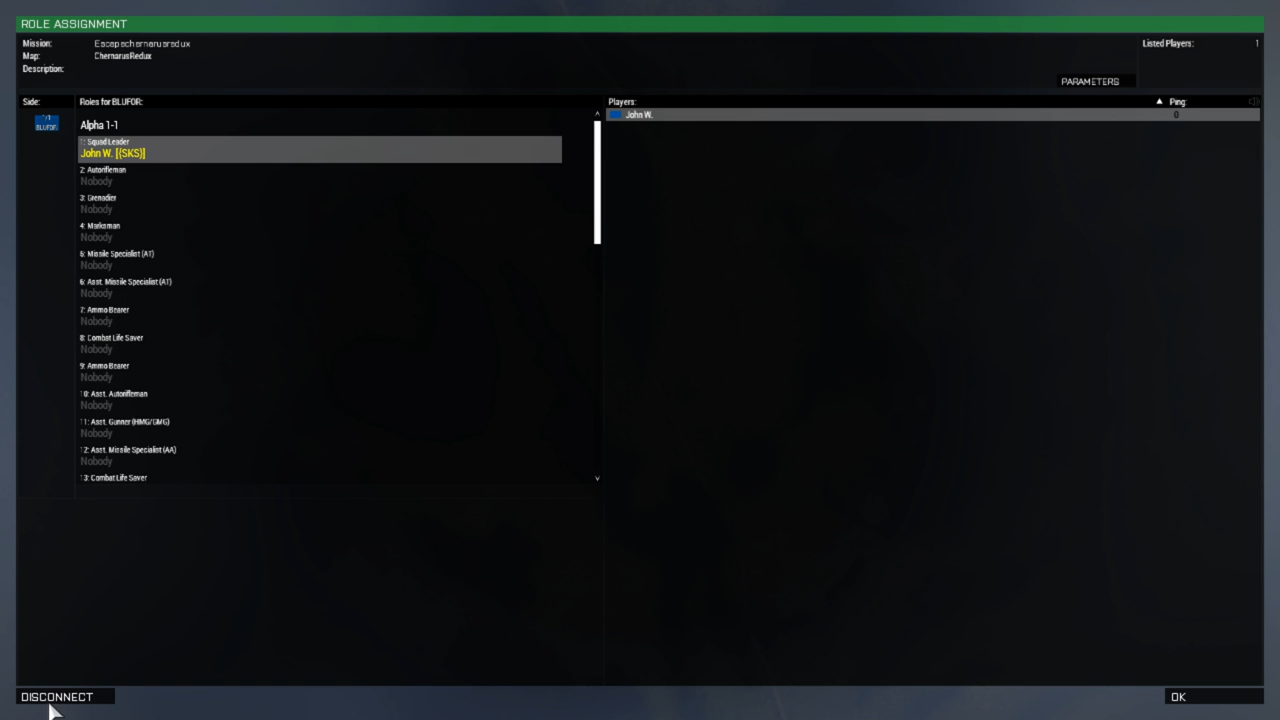 ROLE ASSIGNMENT
Mission: Escapechernarusredux
Listed Players: 1
Map: ChernarusRedux
Description:
PARAMETERS
Side: Roles for BLUFOR:
Players: Ping:
1/1
BLUFOR
Alpha 1-1
John W. 0
1: Squad Leader
John W. [(SKS)]
2: Autorifleman
Nobody
3: Grenadier
Nobody
4: Marksman
Nobody
5: Missile Specialist (AT)
Nobody
6: Asst. Missile Specialist (AT)
Nobody
7: Ammo Bearer
Nobody
8: Combat Life Saver
Nobody
9: Ammo Bearer
Nobody
10: Asst. Autorifleman
Nobody
11: Asst. Gunner (HMG/GMG)
Nobody
12: Asst. Missile Specialist (AA)
Nobody
13: Combat Life Saver
DISCONNECT
OK